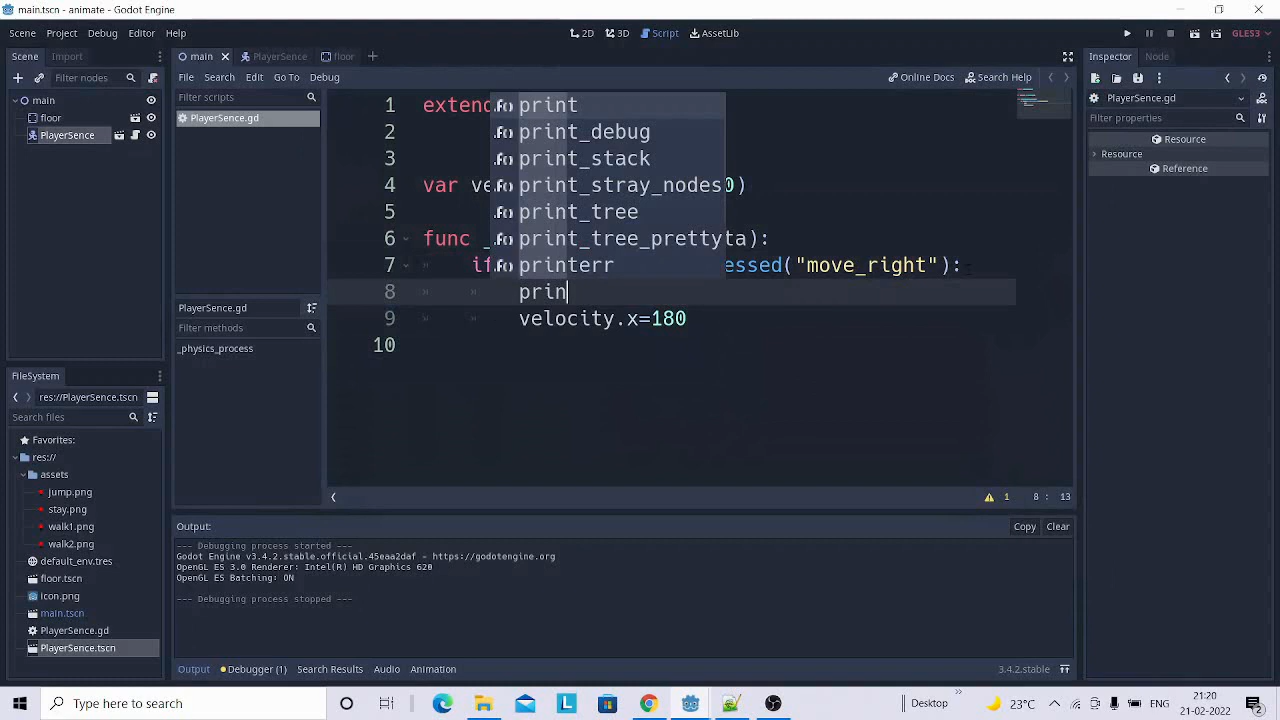 main.tscn - animate - Godot Engine
Scene Project Debug Editor Help
2D 3D Script AssetLib
GLES3
Scene Import
main PlayerSence floor
Inspector Node
Filter nodes
File Search Edit Go To Debug
Online Docs Search Help
Filter scripts
PlayerSence.gd
main
floor
PlayerSence
PlayerSence.gd
Filter properties
Resource
Resource
Reference
1 extend
2
3
4 var ve 0)
5
6 func _ ta):
7 if essed("move_right"):
8 prin
9 velocity.x=180
10
print
print_debug
print_stack
print_stray_nodes
print_tree
print_tree_pretty
printerr
PlayerSence.gd
Filter methods
_physics_process
FileSystem
res://PlayerSence.tscn
Search files
Favorites:
res://
assets
jump.png
stay.png
walk1.png
walk2.png
default_env.tres
floor.tscn
icon.png
main.tscn
PlayerSence.gd
PlayerSence.tscn
1 8 : 13
Output:
Copy Clear
--- Debugging process started ---
Godot Engine v3.4.2.stable.official.45eaa2daf - https://godotengine.org
OpenGL ES 3.0 Renderer: Intel(R) HD Graphics 620
OpenGL ES Batching: ON
--- Debugging process stopped ---
Output Debugger (1) Search Results Audio Animation
3.4.2.stable
Type here to search
Desktop
23°C
21:20
21-02-2022
2